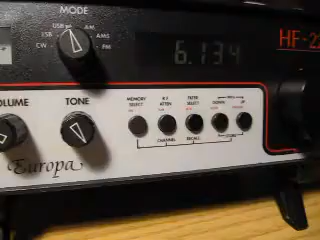 MODE
USB
AM
LSB
AMS
CW
FM
6.134
HF-2
VOLUME
TONE
MEMORY SELECT
R.F. ATTEN
FILTER SELECT
DOWN
UP
CHANNEL
RECALL
Europa